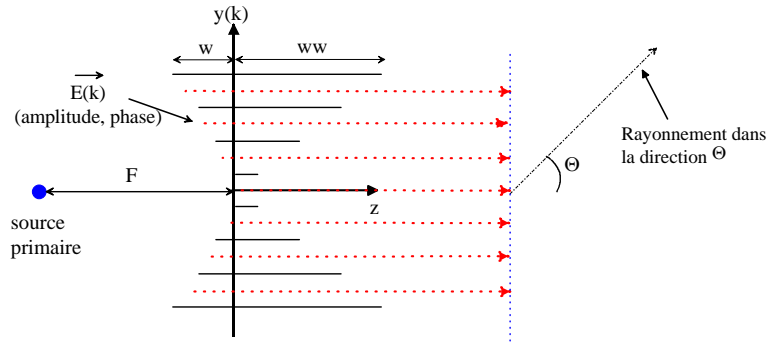 y(k)
w
ww
E(k)
(amplitude, phase)
F
Rayonnement dans
la direction Θ
Θ
z
source
primaire